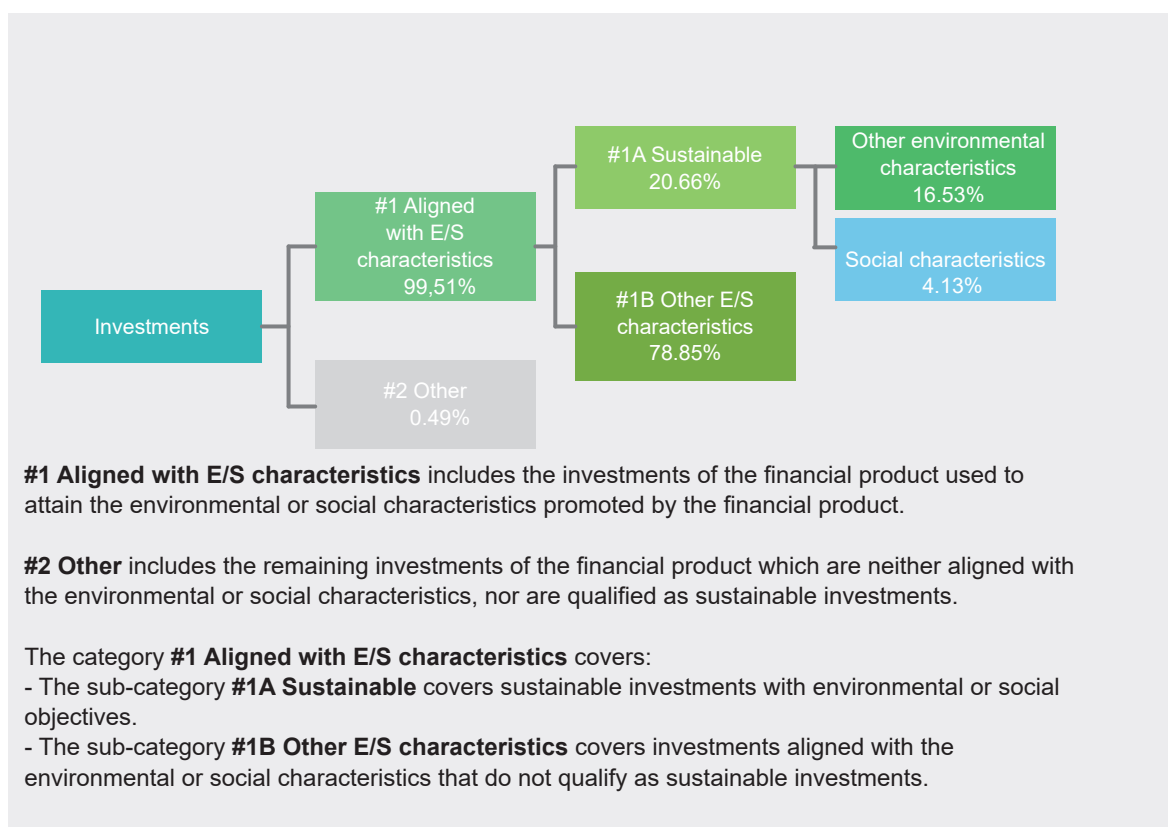 Investments
#1 Aligned
with E/S
characteristics
99,51%
#2 Other
0.49%
#1A Sustainable
20.66%
#1B Other E/S
characteristics
78.85%
Other environmental
characteristics
16.53%
Social characteristics
4.13%
#1 Aligned with E/S characteristics includes the investments of the financial product used to
attain the environmental or social characteristics promoted by the financial product.
#2 Other includes the remaining investments of the financial product which are neither aligned with
the environmental or social characteristics, nor are qualified as sustainable investments.
The category #1 Aligned with E/S characteristics covers:
- The sub-category #1A Sustainable covers sustainable investments with environmental or social
objectives.
- The sub-category #1B Other E/S characteristics covers investments aligned with the
environmental or social characteristics that do not qualify as sustainable investments.